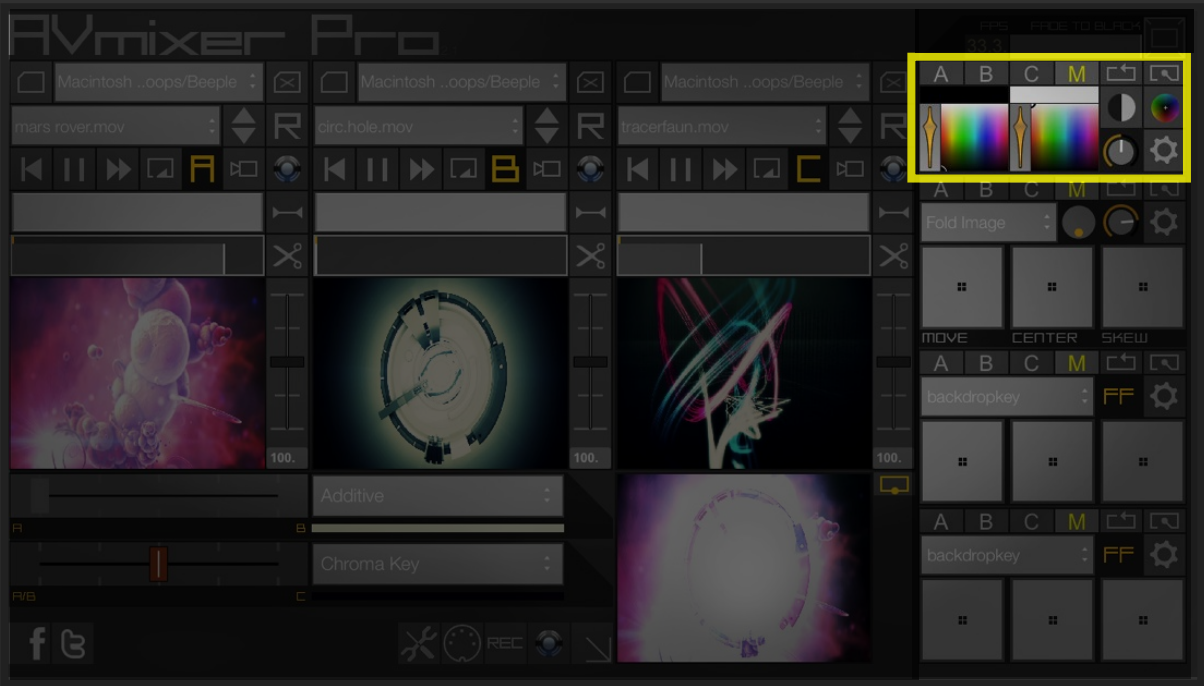 AVmixer Pro
FPS FADE TO BLACK
33.3
Macintosh ..oops/Beeple
Macintosh ..oops/Beeple
Macintosh ..oops/Beeple
A B C M
mars rover.mov R
circ.hole.mov R
tracerfaun.mov R
A
B
C
A B C M
Fold Image
MOVE CENTER SKEW
A B C M
backdropkey FF
100.
100.
100.
A B
Additive
A B C M
backdropkey FF
A/B C
Chroma Key
f t
REC